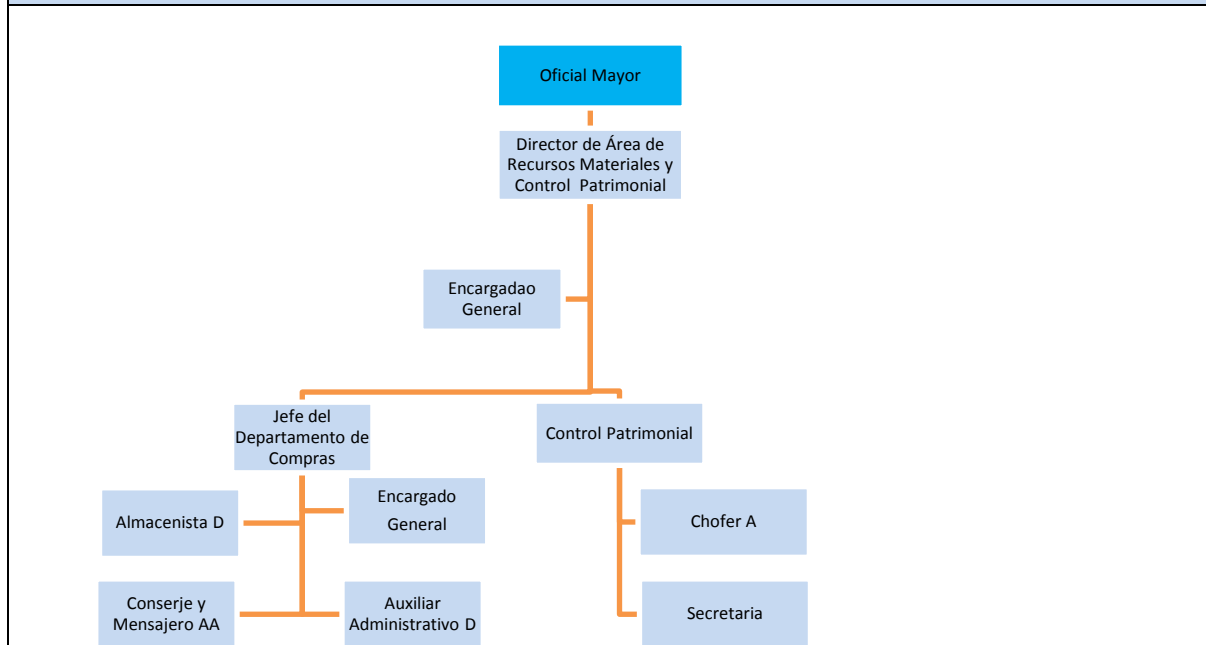 Oficial Mayor
Director de Área de
Recursos Materiales y
Control Patrimonial
Encargadao
General
Jefe del
Departamento de
Compras
Control Patrimonial
Almacenista D
Encargado
General
Chofer A
Conserje y
Mensajero AA
Auxiliar
Administrativo D
Secretaria